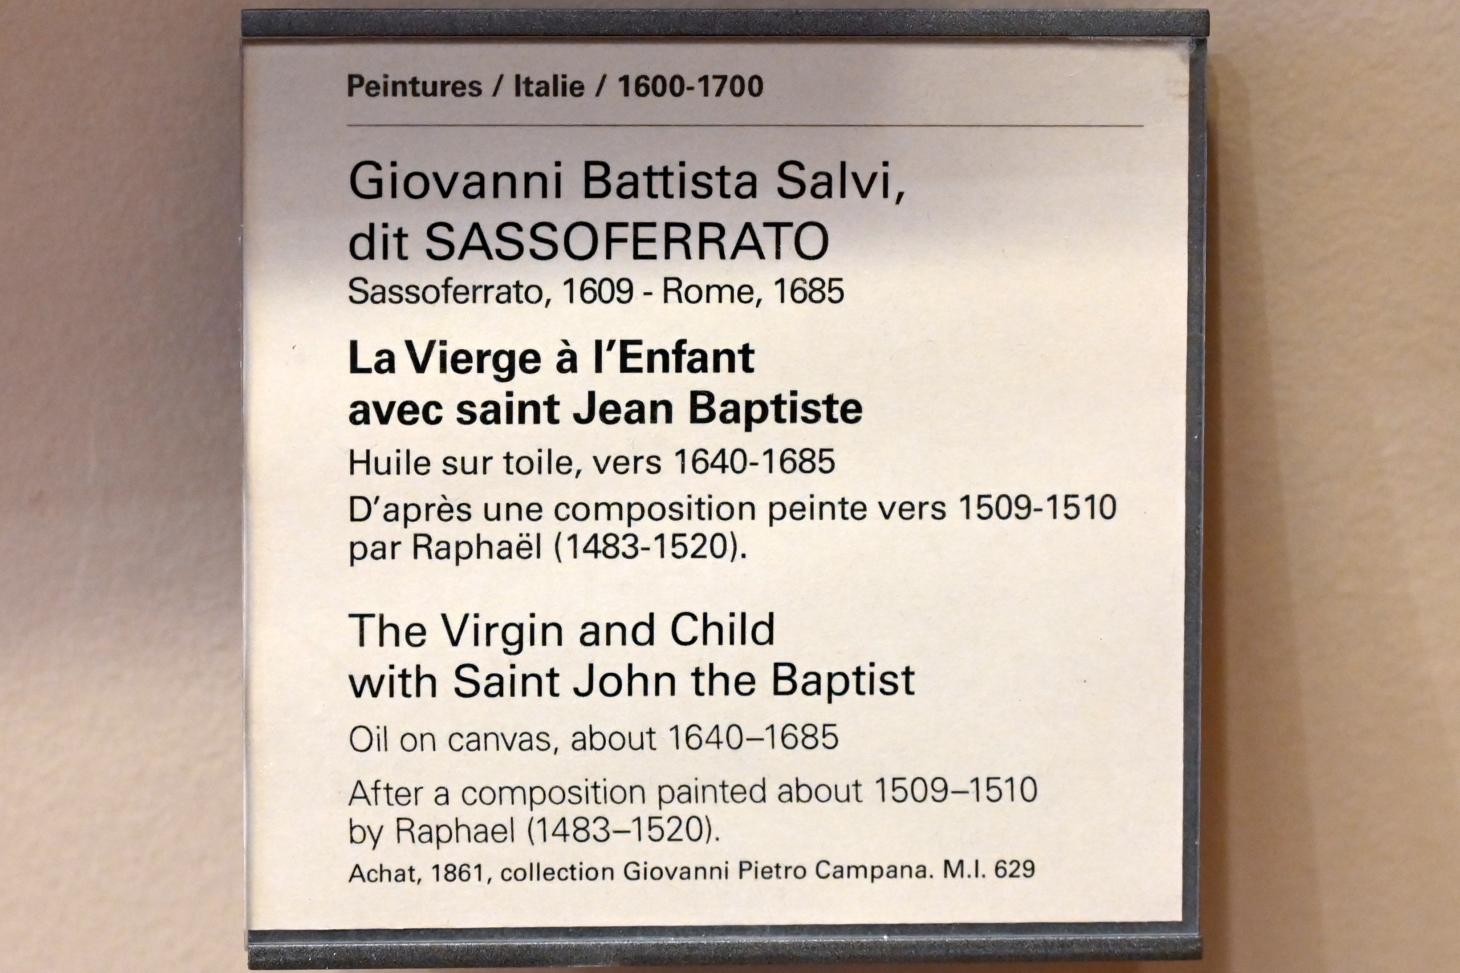 Peintures / Italie / 1600-1700
Giovanni Battista Salvi,
dit SASSOFERRATO
Sassoferrato, 1609 - Rome, 1685
La Vierge à l'Enfant
avec saint Jean Baptiste
Huile sur toile, vers 1640-1685
D'après une composition peinte vers 1509-1510
par Raphaël (1483-1520).
The Virgin and Child
with Saint John the Baptist
Oil on canvas, about 1640–1685
After a composition painted about 1509–1510
by Raphael (1483–1520).
Achat, 1861, collection Giovanni Pietro Campana. M.I. 629